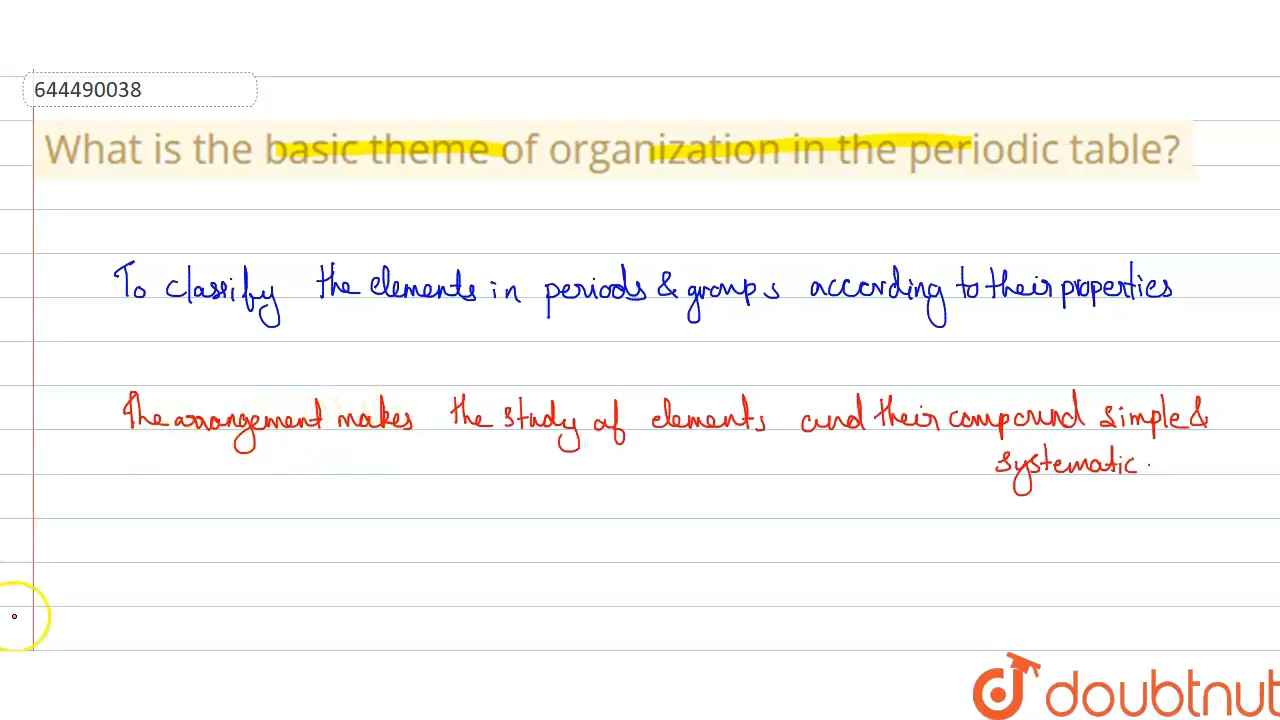 644490038
What is the basic theme of organization in the periodic table?
To classify the elements in periods & groups according to their properties
The arrangement makes the study of elements and their compound simple &
systematic.
doubtnut